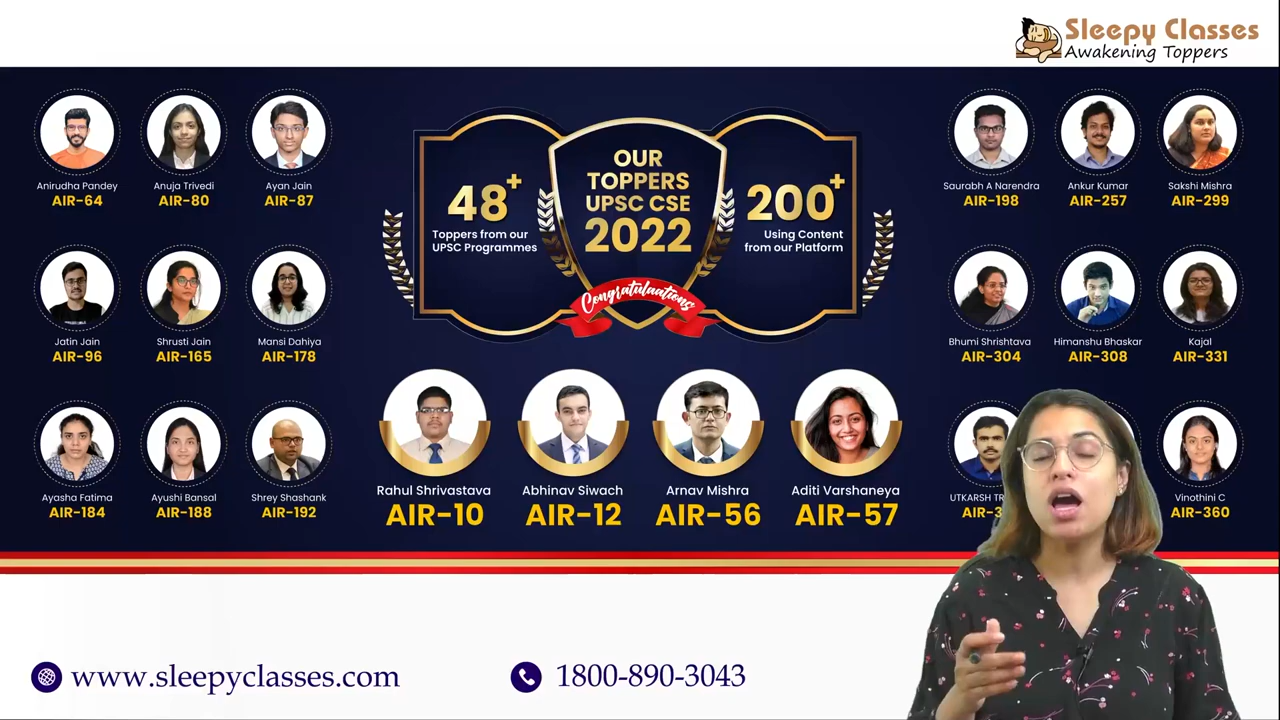 Sleepy Classes
Awakening Toppers
Anirudha Pandey
AIR-64
Anuja Trivedi
AIR-80
Ayan Jain
AIR-87
Jatin Jain
AIR-96
Shrusti Jain
AIR-165
Mansi Dahiya
AIR-178
Ayasha Fatima
AIR-184
Ayushi Bansal
AIR-188
Shrey Shashank
AIR-192
48+
Toppers from our
UPSC Programmes
OUR
TOPPERS
UPSC CSE
2022
Congratulaations
200+
Using Content
from our Platform
Rahul Shrivastava
AIR-10
Abhinav Siwach
AIR-12
Arnav Mishra
AIR-56
Aditi Varshaneya
AIR-57
Saurabh A Narendra
AIR-198
Ankur Kumar
AIR-257
Sakshi Mishra
AIR-299
Bhumi Shrishtava
AIR-304
Himanshu Bhaskar
AIR-308
Kajal
AIR-331
UTKARSH
Vinothini C
AIR-360
www.sleepyclasses.com
1800-890-3043